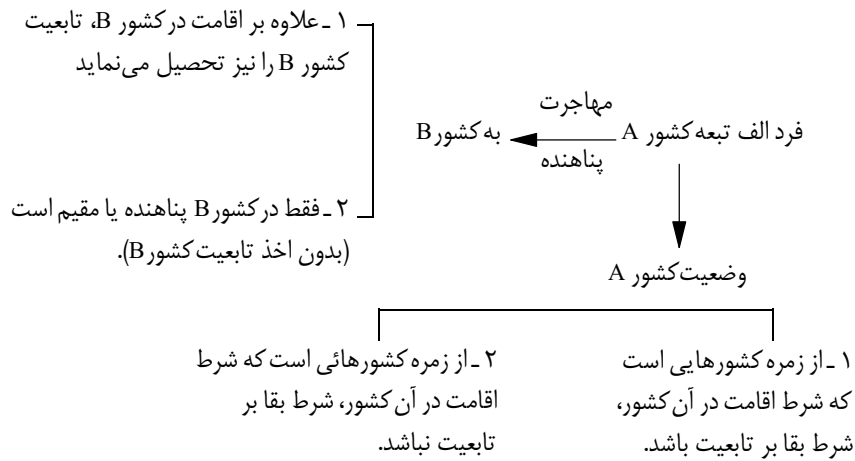 ۱ ـ علاوه بر اقامت در کشور B، تابعیت
کشور B را نیز تحصیل می‌نماید
مهاجرت
فرد الف تبعه کشور A
به کشور B
پناهنده
۲ ـ فقط در کشور B پناهنده یا مقیم است
(بدون اخذ تابعیت کشور B).
وضعیت کشور A
۱ ـ از زمره کشورهایی است
که شرط اقامت در آن کشور،
شرط بقا بر تابعیت باشد.
۲ ـ از زمره کشورهائی است که شرط
اقامت در آن کشور، شرط بقا بر
تابعیت نباشد.